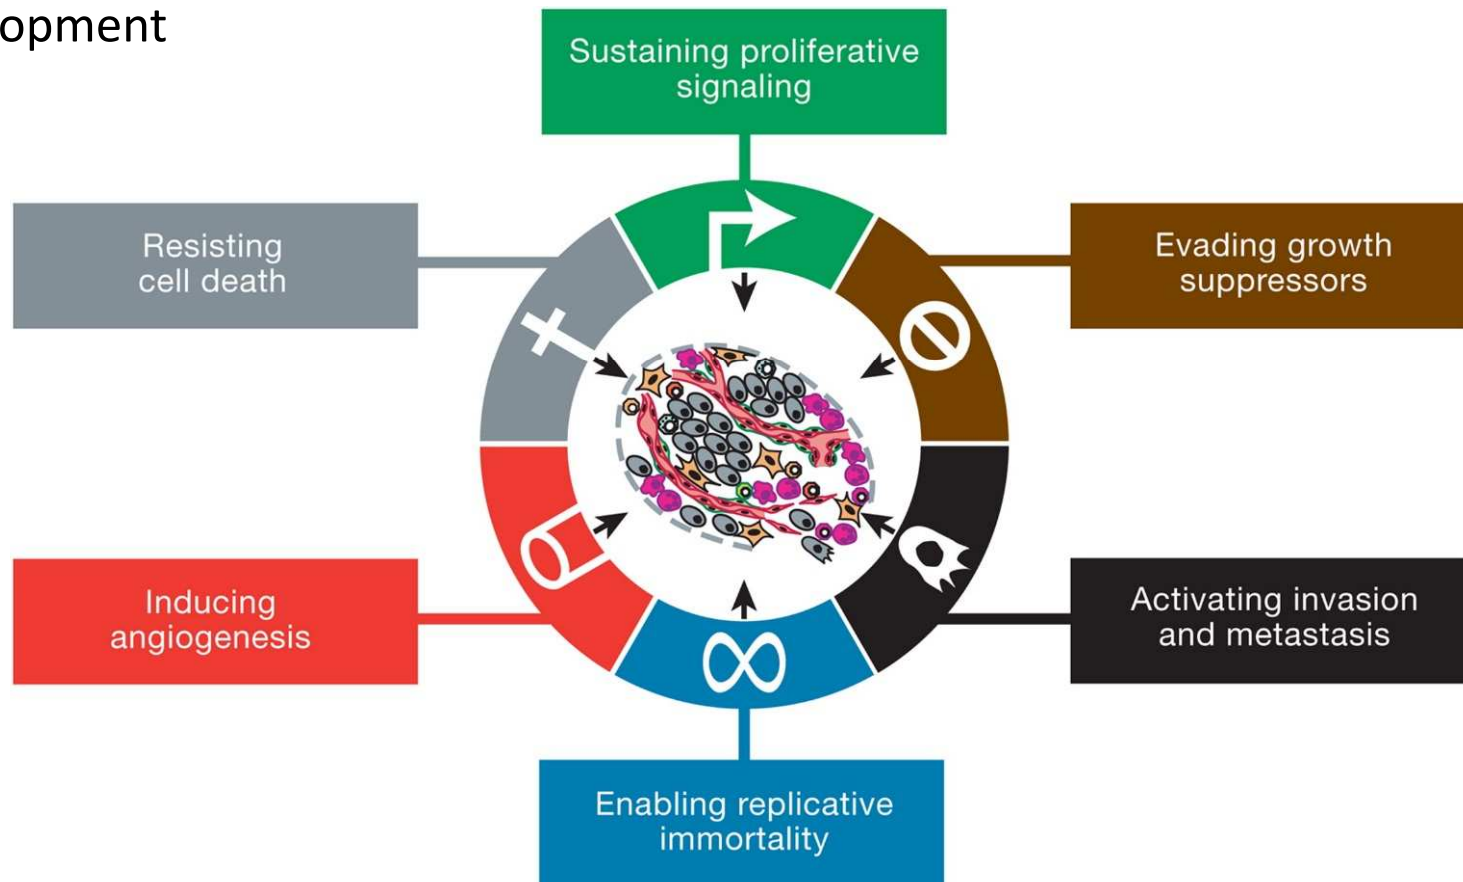 opment
Sustaining proliferative
signaling
Resisting
cell death
Evading growth
suppressors
Inducing
angiogenesis
Activating invasion
and metastasis
Enabling replicative
immortality